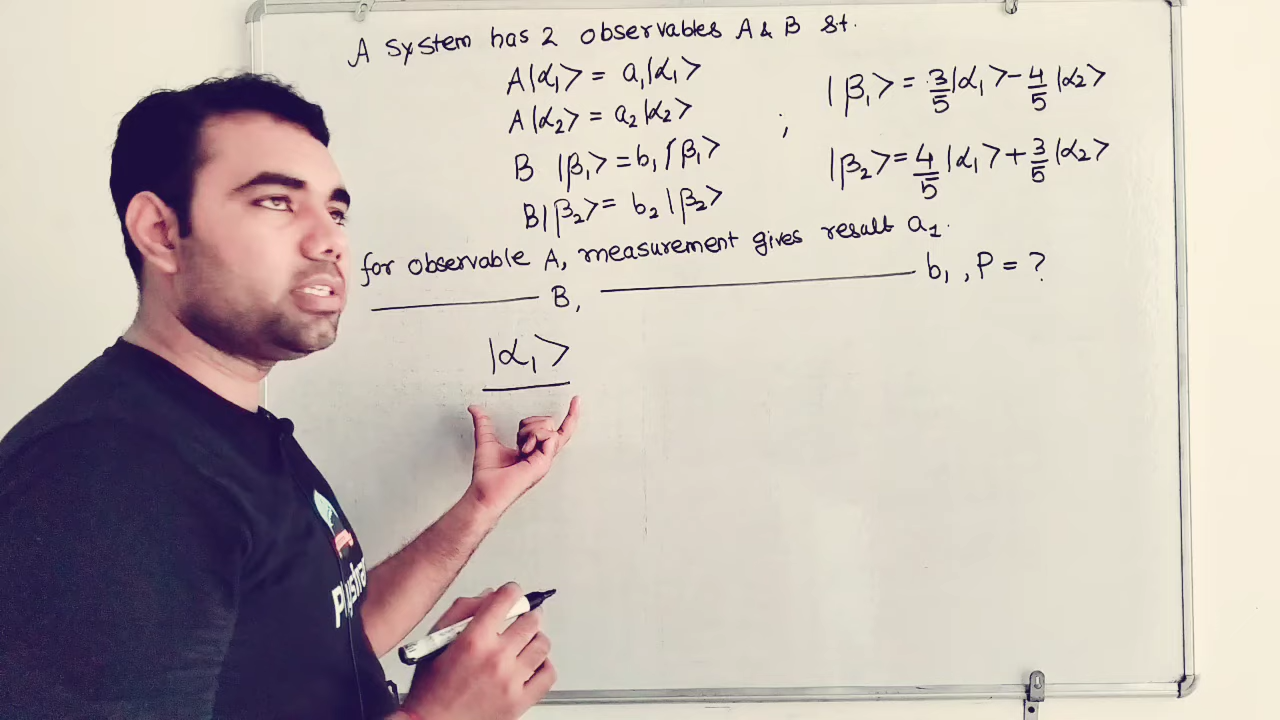 A system has 2 observables A & B st.
A|α₁> = a₁|α₁>
A|α₂> = a₂|α₂>
B |β₁> = b₁|β₁>
B|β₂> = b₂|β₂>
;
|β₁> = 3/5|α₁> - 4/5|α₂>
|β₂> = 4/5|α₁> + 3/5|α₂>
for observable A, measurement gives result a₁.
———— B, ———————— b₁, P = ?
|α₁>